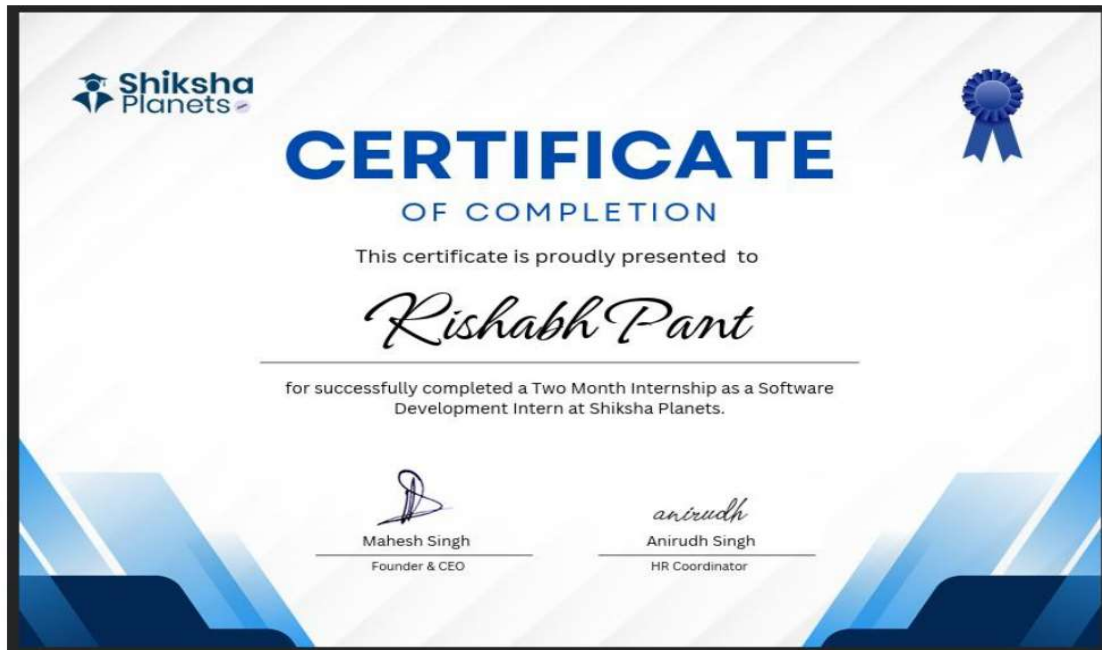 Shiksha
Planets
CERTIFICATE
OF COMPLETION
This certificate is proudly presented to
Rishabh Pant
for successfully completed a Two Month Internship as a Software
Development Intern at Shiksha Planets.
anirudh
Mahesh Singh
Anirudh Singh
Founder & CEO
HR Coordinator